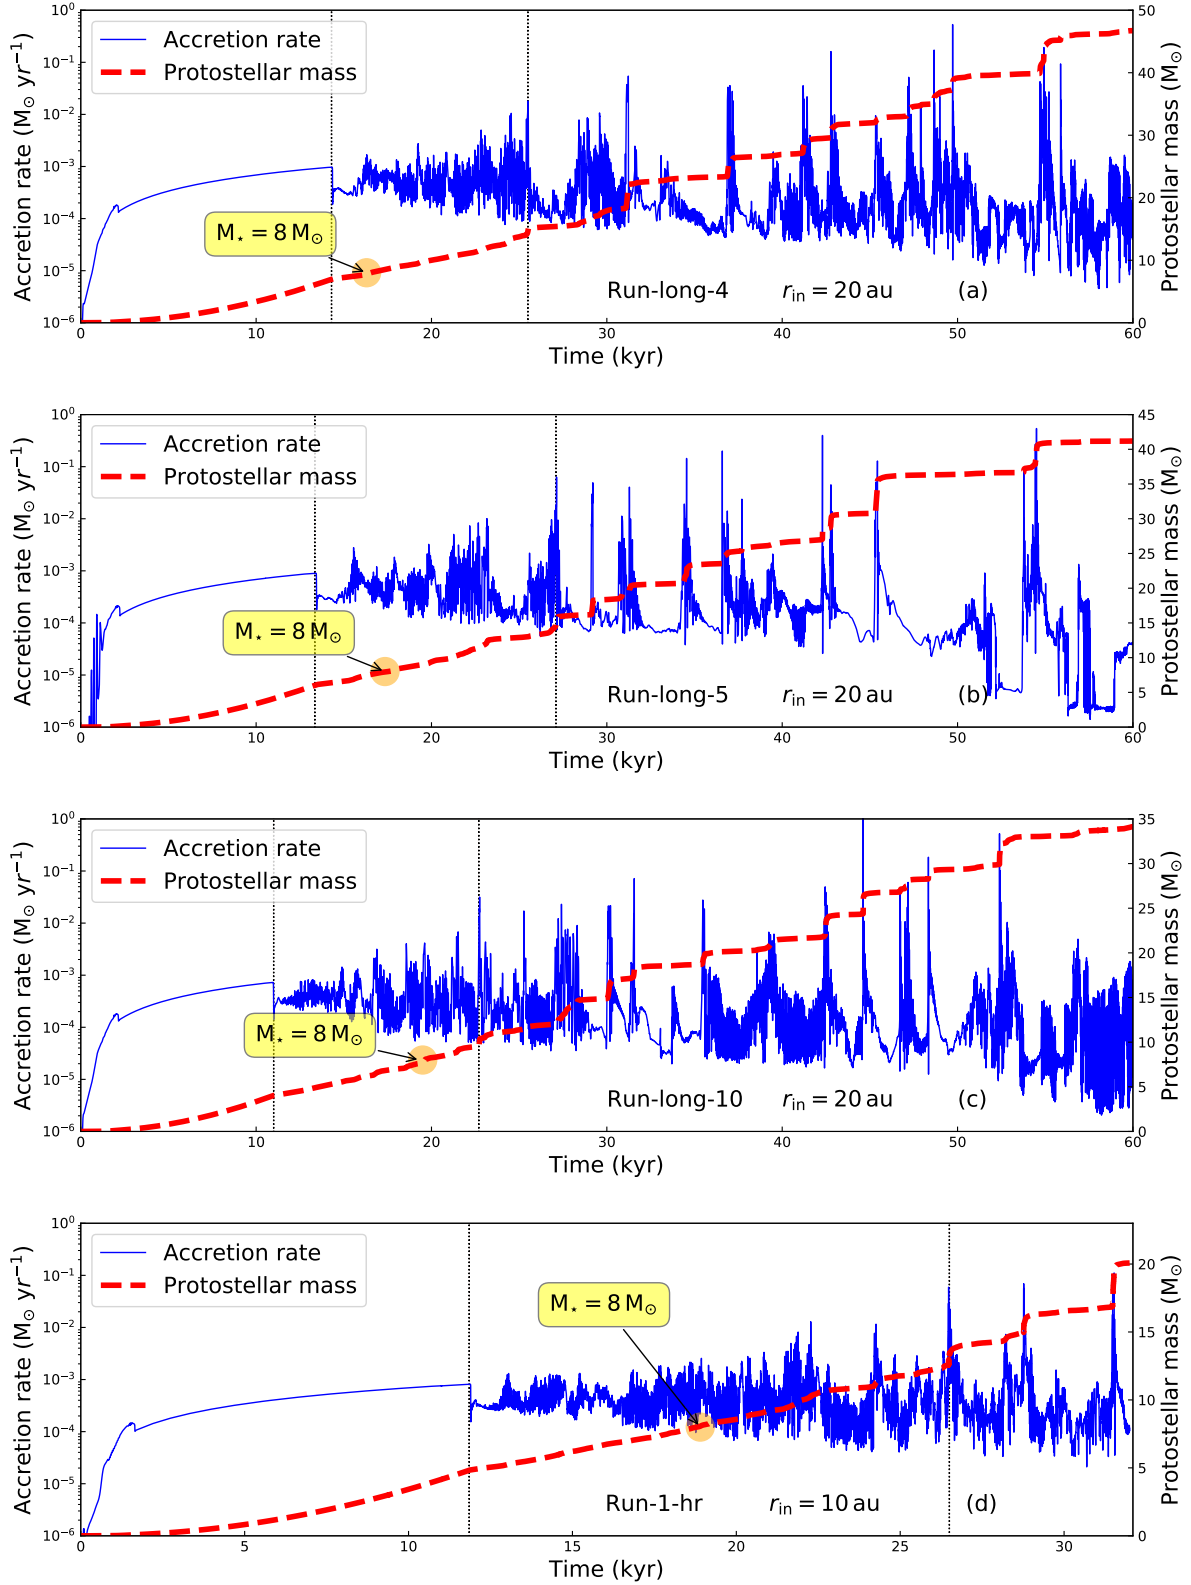 Accretion rate
Protostellar mass
M⋆ = 8 M⊙
Run-long-4 r_in = 20 au (a)
10⁰
10⁻¹
10⁻²
10⁻³
10⁻⁴
10⁻⁵
10⁻⁶
Accretion rate (M⊙ yr⁻¹)
50
40
30
20
10
0
Protostellar mass (M⊙)
0 10 20 30 40 50 60
Time (kyr)
Accretion rate
Protostellar mass
M⋆ = 8 M⊙
Run-long-5 r_in = 20 au (b)
10⁰
10⁻¹
10⁻²
10⁻³
10⁻⁴
10⁻⁵
10⁻⁶
Accretion rate (M⊙ yr⁻¹)
45
40
35
30
25
20
15
10
5
0
Protostellar mass (M⊙)
0 10 20 30 40 50 60
Time (kyr)
Accretion rate
Protostellar mass
M⋆ = 8 M⊙
Run-long-10 r_in = 20 au (c)
10⁰
10⁻¹
10⁻²
10⁻³
10⁻⁴
10⁻⁵
10⁻⁶
Accretion rate (M⊙ yr⁻¹)
35
30
25
20
15
10
5
0
Protostellar mass (M⊙)
0 10 20 30 40 50 60
Time (kyr)
Accretion rate
Protostellar mass
M⋆ = 8 M⊙
Run-1-hr r_in = 10 au (d)
10⁰
10⁻¹
10⁻²
10⁻³
10⁻⁴
10⁻⁵
10⁻⁶
Accretion rate (M⊙ yr⁻¹)
20
15
10
5
0
Protostellar mass (M⊙)
0 5 10 15 20 25 30
Time (kyr)